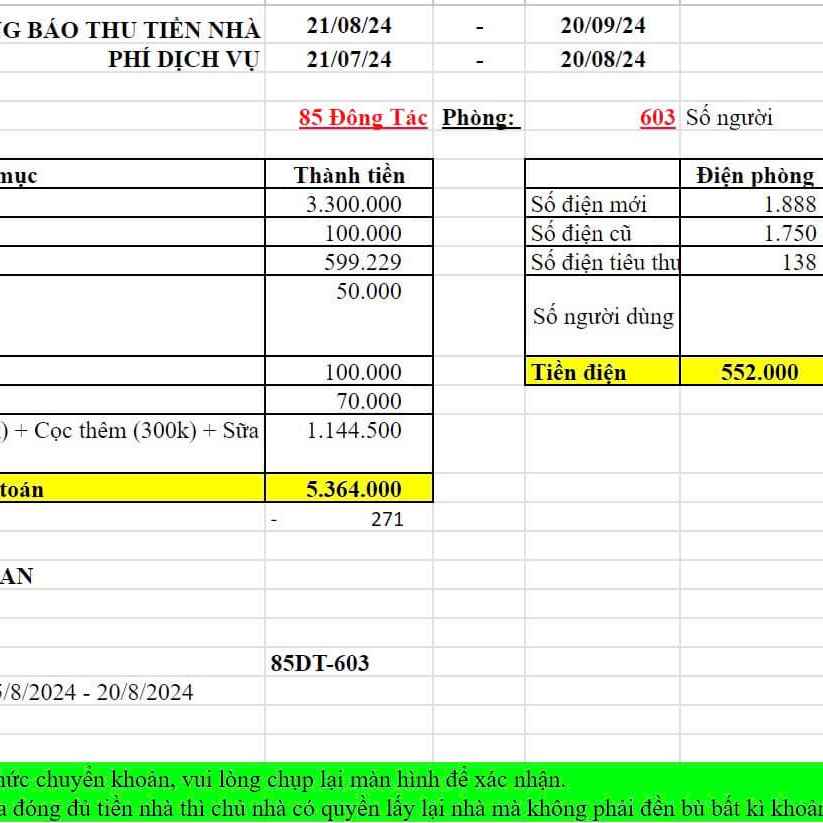 BÁO THU TIỀN NHÀ 21/08/24 - 20/09/24
PHÍ DỊCH VỤ 21/07/24 - 20/08/24
85 Đông Tác Phòng: 603 Số người
mục Thành tiền Điện phòng
3.300.000 Số điện mới 1.888
100.000 Số điện cũ 1.750
599.229 Số điện tiêu thụ 138
50.000
Số người dùng
100.000 Tiền điện 552.000
70.000
) + Cọc thêm (300k) + Sữa 1.144.500
toán 5.364.000
- 271
AN
85DT-603
/8/2024 - 20/8/2024
chuyển khoản, vui lòng chụp lại màn hình để xác nhận.
đóng đủ tiền nhà thì chủ nhà có quyền lấy lại nhà mà không phải đền bù bất kì khoản